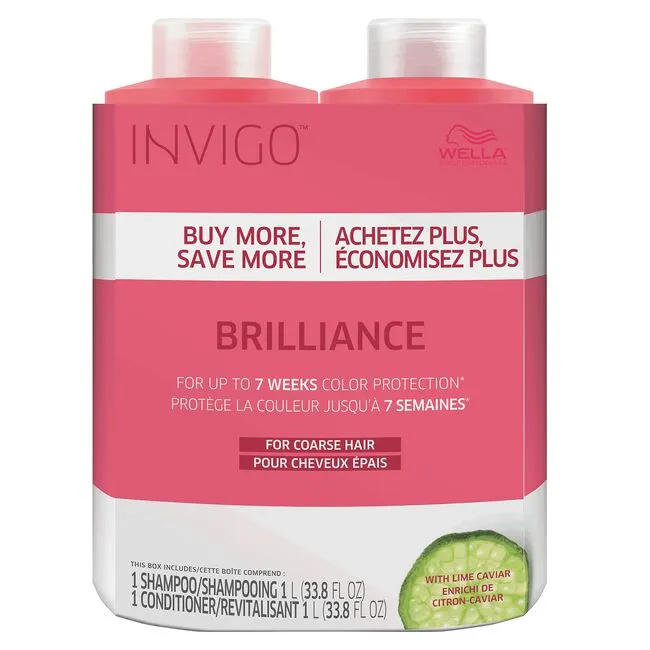 INVIGO™
WELLA
PROFESSIONALS
BUY MORE,
SAVE MORE
ACHETEZ PLUS,
ÉCONOMISEZ PLUS
BRILLIANCE
FOR UP TO 7 WEEKS COLOR PROTECTION*
PROTÈGE LA COULEUR JUSQU'À 7 SEMAINES*
FOR COARSE HAIR
POUR CHEVEUX ÉPAIS
THIS BOX INCLUDES/CETTE BOÎTE COMPREND :
1 SHAMPOO/SHAMPOOING 1 L (33.8 FL OZ)
1 CONDITIONER/REVITALISANT 1 L (33.8 FL OZ)
WITH LIME CAVIAR
ENRICHI DE
CITRON-CAVIAR